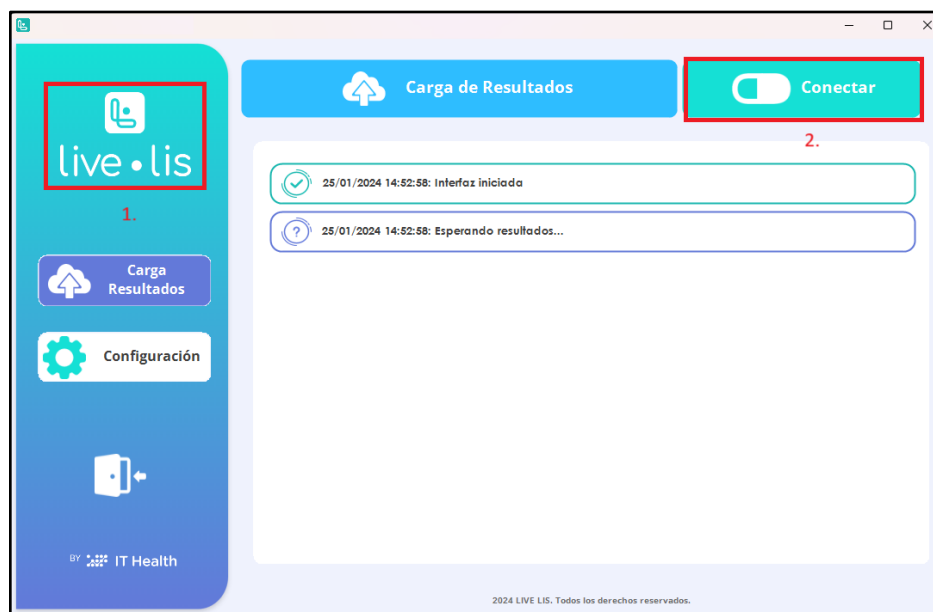 live lis
1.
Carga
Resultados
Configuración
BY IT Health
Carga de Resultados
Conectar
2.
25/01/2024 14:52:58: Interfaz iniciada
25/01/2024 14:52:58: Esperando resultados...
2024 LIVE LIS. Todos los derechos reservados.